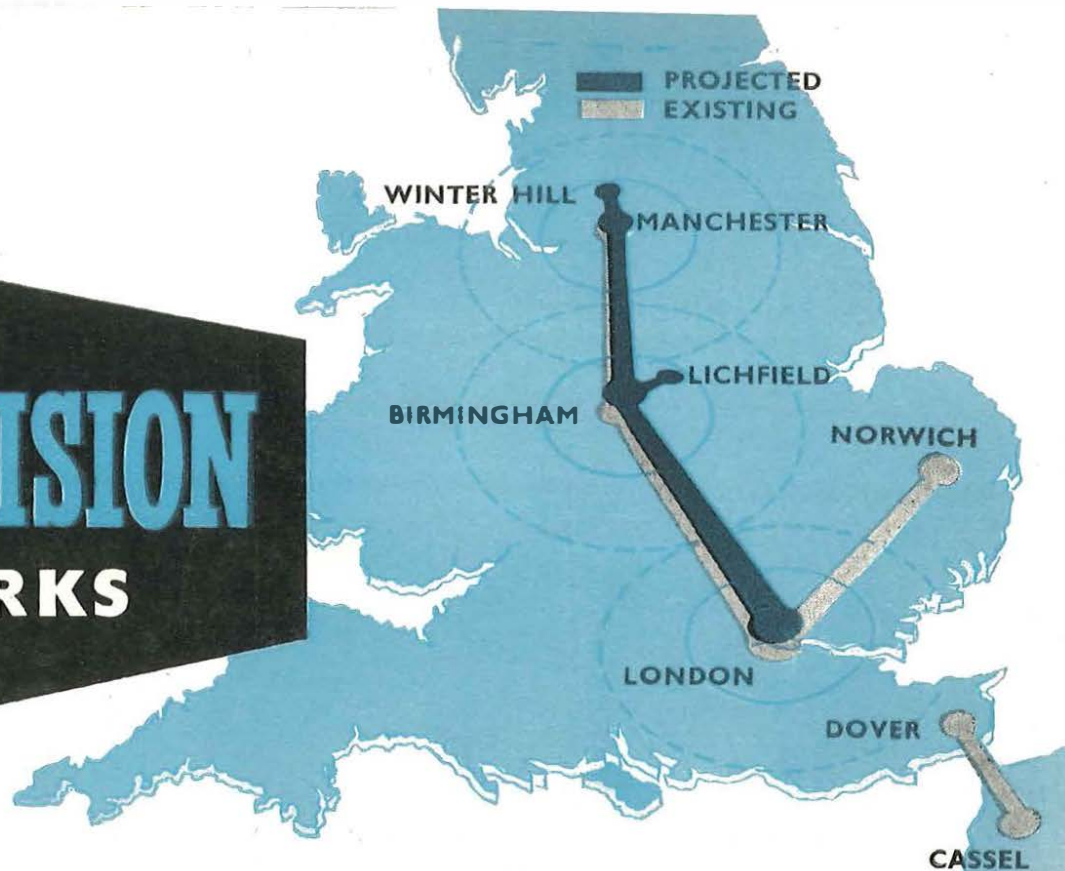 PROJECTED
EXISTING
WINTER HILL
MANCHESTER
LICHFIELD
BIRMINGHAM
NORWICH
ISION
RKS
LONDON
DOVER
CASSEL